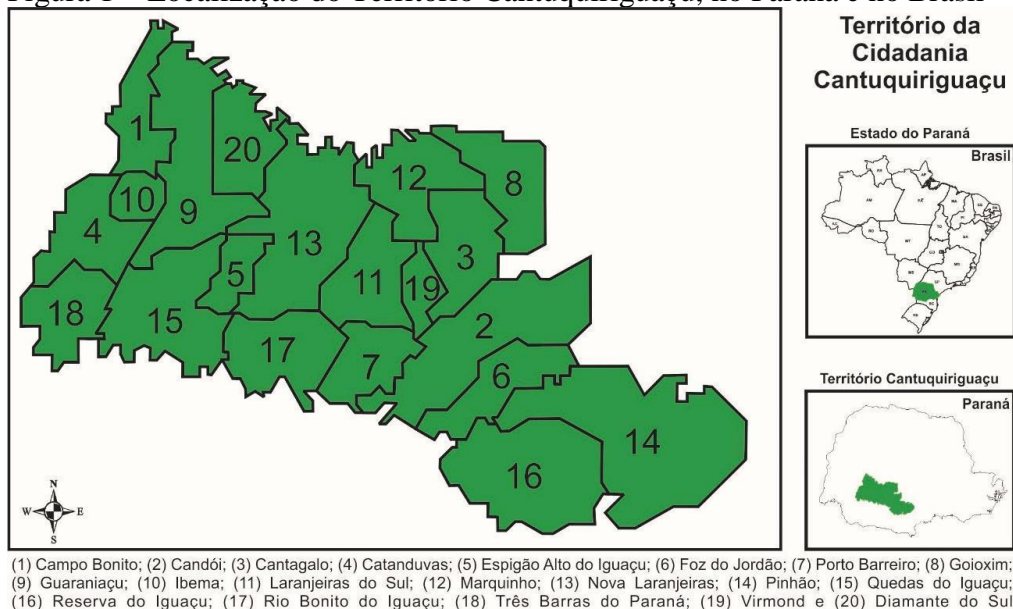 Figura 1 – Localização do Território Cantuquiriguaçu, no Paraná e no Brasil
Território da
Cidadania
Cantuquiriguaçu
Estado do Paraná
Brasil
Território Cantuquiriguaçu
Paraná
1
20
10
9
4
12
8
13
5
3
11
19
18
15
2
17
7
6
14
16
N
W
E
S
(1) Campo Bonito; (2) Candói; (3) Cantagalo; (4) Catanduvas; (5) Espigão Alto do Iguaçu; (6) Foz do Jordão; (7) Porto Barreiro; (8) Goioxim;
(9) Guaraniaçu; (10) Ibema; (11) Laranjeiras do Sul; (12) Marquinho; (13) Nova Laranjeiras; (14) Pinhão; (15) Quedas do Iguaçu;
(16) Reserva do Iguaçu; (17) Rio Bonito do Iguaçu; (18) Três Barras do Paraná; (19) Virmond e (20) Diamante do Sul